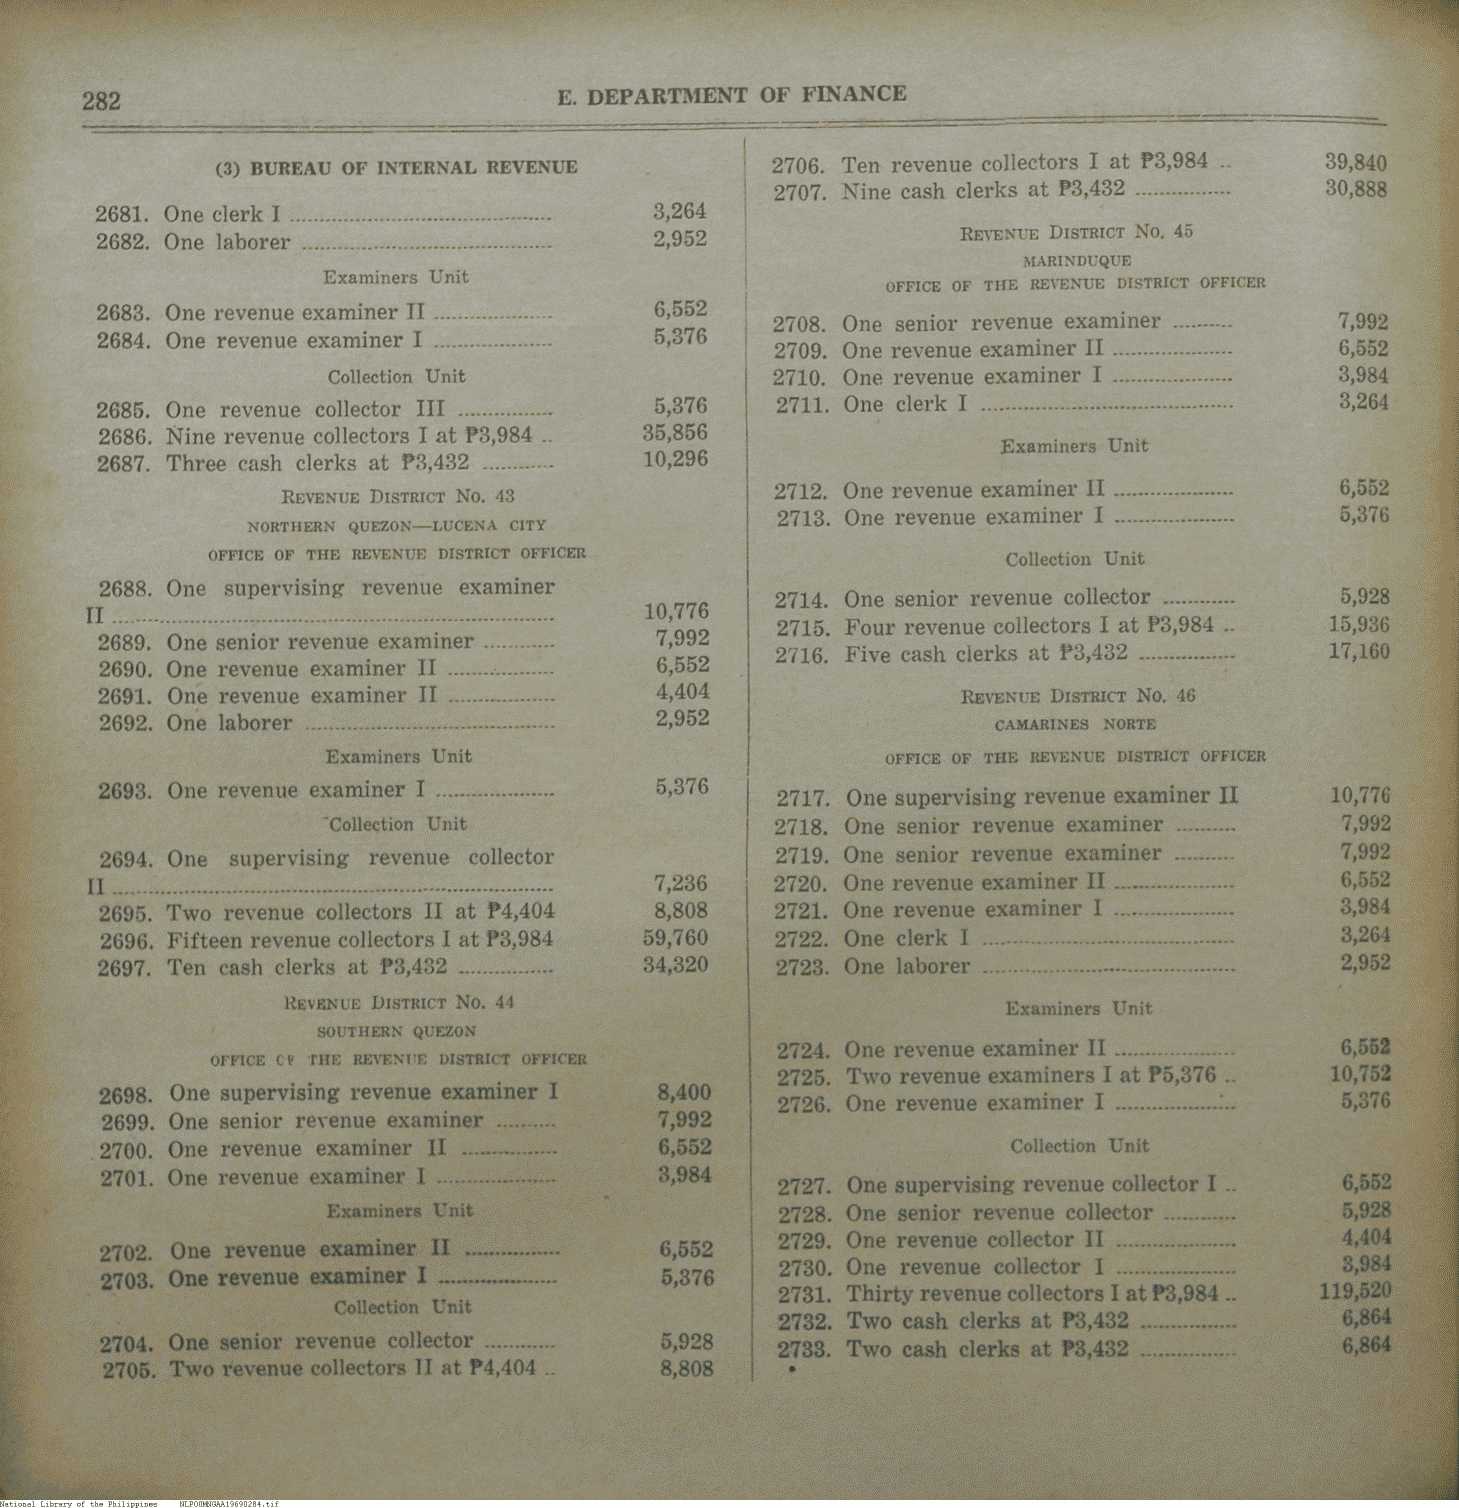 282
E. DEPARTMENT OF FINANCE
(3) BUREAU OF INTERNAL REVENUE
2681. One clerk I ........ 3,264
2682. One laborer ........ 2,952
Examiners Unit
2683. One revenue examiner II ........ 6,552
2684. One revenue examiner I ........ 5,376
Collection Unit
2685. One revenue collector III ........ 5,376
2686. Nine revenue collectors I at ₱3,984 .. 35,856
2687. Three cash clerks at ₱3,432 ........ 10,296
REVENUE DISTRICT NO. 43
NORTHERN QUEZON—LUCENA CITY
OFFICE OF THE REVENUE DISTRICT OFFICER
2688. One supervising revenue examiner
II ........ 10,776
2689. One senior revenue examiner ........ 7,992
2690. One revenue examiner II ........ 6,552
2691. One revenue examiner II ........ 4,404
2692. One laborer ........ 2,952
Examiners Unit
2693. One revenue examiner I ........ 5,376
Collection Unit
2694. One supervising revenue collector
II ........ 7,236
2695. Two revenue collectors II at ₱4,404 8,808
2696. Fifteen revenue collectors I at ₱3,984 59,760
2697. Ten cash clerks at ₱3,432 ........ 34,320
REVENUE DISTRICT NO. 44
SOUTHERN QUEZON
OFFICE OF THE REVENUE DISTRICT OFFICER
2698. One supervising revenue examiner I 8,400
2699. One senior revenue examiner ........ 7,992
2700. One revenue examiner II ........ 6,552
2701. One revenue examiner I ........ 3,984
Examiners Unit
2702. One revenue examiner II ........ 6,552
2703. One revenue examiner I ........ 5,376
Collection Unit
2704. One senior revenue collector ........ 5,928
2705. Two revenue collectors II at ₱4,404 .. 8,808
2706. Ten revenue collectors I at ₱3,984 .. 39,840
2707. Nine cash clerks at ₱3,432 ........ 30,888
REVENUE DISTRICT NO. 45
MARINDUQUE
OFFICE OF THE REVENUE DISTRICT OFFICER
2708. One senior revenue examiner ........ 7,992
2709. One revenue examiner II ........ 6,552
2710. One revenue examiner I ........ 3,984
2711. One clerk I ........ 3,264
Examiners Unit
2712. One revenue examiner II ........ 6,552
2713. One revenue examiner I ........ 5,376
Collection Unit
2714. One senior revenue collector ........ 5,928
2715. Four revenue collectors I at ₱3,984 .. 15,936
2716. Five cash clerks at ₱3,432 ........ 17,160
REVENUE DISTRICT NO. 46
CAMARINES NORTE
OFFICE OF THE REVENUE DISTRICT OFFICER
2717. One supervising revenue examiner II 10,776
2718. One senior revenue examiner ........ 7,992
2719. One senior revenue examiner ........ 7,992
2720. One revenue examiner II ........ 6,552
2721. One revenue examiner I ........ 3,984
2722. One clerk I ........ 3,264
2723. One laborer ........ 2,952
Examiners Unit
2724. One revenue examiner II ........ 6,552
2725. Two revenue examiners I at ₱5,376 .. 10,752
2726. One revenue examiner I ........ 5,376
Collection Unit
2727. One supervising revenue collector I .. 6,552
2728. One senior revenue collector ........ 5,928
2729. One revenue collector II ........ 4,404
2730. One revenue collector I ........ 3,984
2731. Thirty revenue collectors I at ₱3,984 .. 119,520
2732. Two cash clerks at ₱3,432 ........ 6,864
2733. Two cash clerks at ₱3,432 ........ 6,864
National Library of the Philippines NLPO0MNGAA19690284.tif